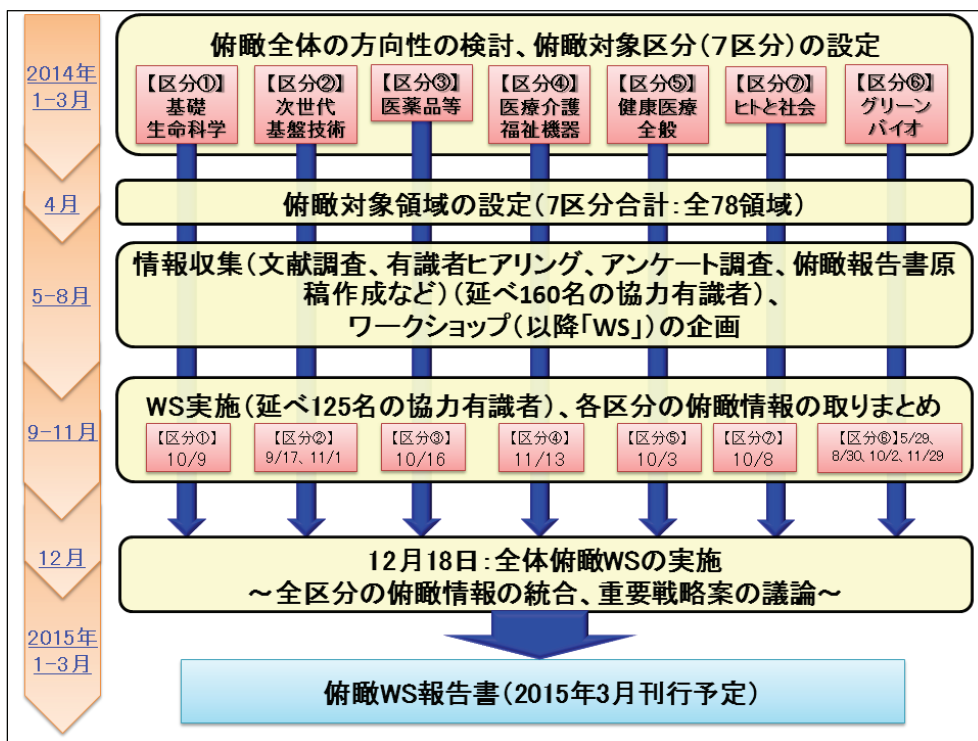 2014年
1-3月
俯瞰全体の方向性の検討、俯瞰対象区分(7区分)の設定
【区分①】
基礎
生命科学
【区分②】
次世代
基盤技術
【区分③】
医薬品等
【区分④】
医療介護
福祉機器
【区分⑤】
健康医療
全般
【区分⑦】
ヒトと社会
【区分⑥】
グリーン
バイオ
4月
俯瞰対象領域の設定(7区分合計:全78領域)
5-8月
情報収集(文献調査、有識者ヒアリング、アンケート調査、俯瞰報告書原
稿作成など)(延べ160名の協力有識者)、
ワークショップ(以降「WS」)の企画
9-11月
WS実施(延べ125名の協力有識者)、各区分の俯瞰情報の取りまとめ
【区分①】
10/9
【区分②】
9/17、11/1
【区分③】
10/16
【区分④】
11/13
【区分⑤】
10/3
【区分⑦】
10/8
【区分⑥】5/29、
8/30、10/2、11/29
12月
12月18日:全体俯瞰WSの実施
~全区分の俯瞰情報の統合、重要戦略案の議論~
2015年
1-3月
俯瞰WS報告書(2015年3月刊行予定)